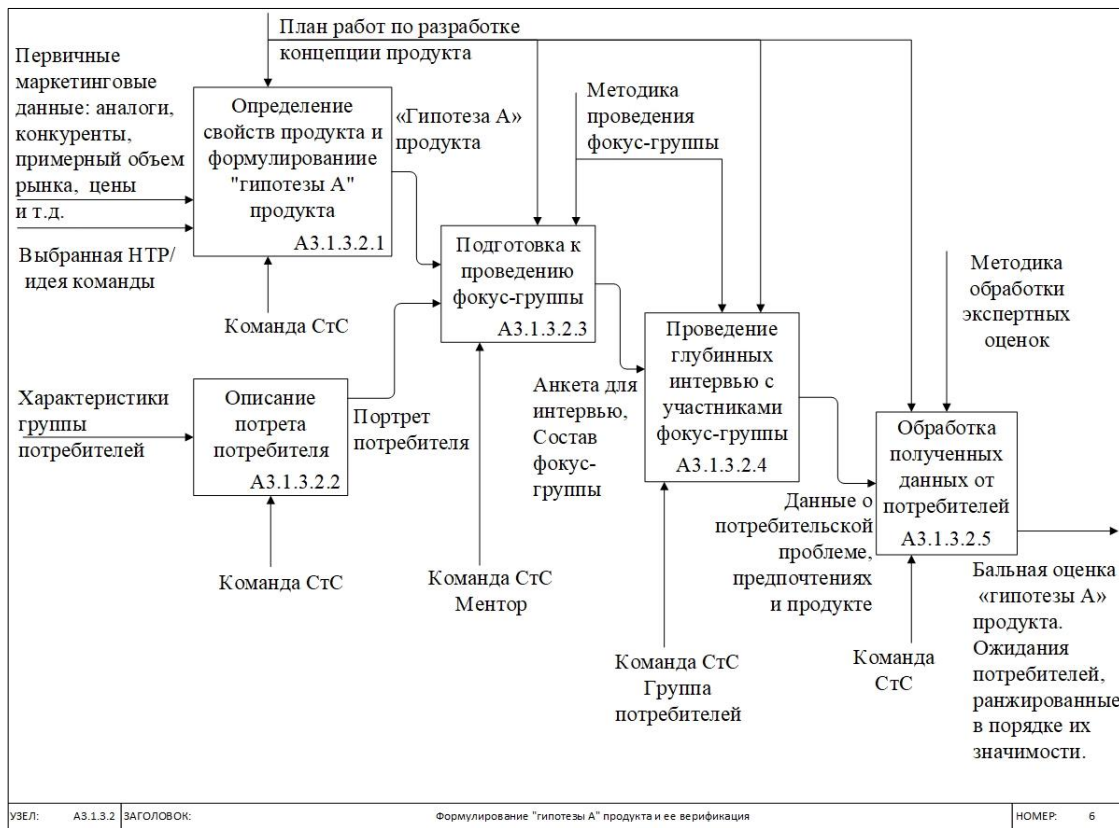 План работ по разработке
концепции продукта
Первичные
маркетинговые
данные: аналоги,
конкуренты,
примерный объем
рынка, цены
и т.д.
Выбранная НТР/
идея команды
Определение
свойств продукта и
формулированиие
"гипотезы А"
продукта
А3.1.3.2.1
«Гипотеза А»
продукта
Команда СтС
Методика
проведения
фокус-группы
Подготовка к
проведению
фокус-группы
А3.1.3.2.3
Характеристики
группы
потребителей
Описание
потрета
потребителя
А3.1.3.2.2
Портрет
потребителя
Команда СтС
Команда СтС
Ментор
Анкета для
интервью,
Состав
фокус-
группы
Проведение
глубинных
интервью с
участниками
фокус-группы
А3.1.3.2.4
Команда СтС
Группа
потребителей
Методика
обработки
экспертных
оценок
Данные о
потребительской
проблеме,
предпочтениях
и продукте
Обработка
полученных
данных от
потребителей
А3.1.3.2.5
Команда
СтС
Бальная оценка
«гипотезы А»
продукта.
Ожидания
потребителей,
ранжированные
в порядке их
значимости.
УЗЕЛ: А3.1.3.2 ЗАГОЛОВОК: Формулирование "гипотезы А" продукта и ее верификация НОМЕР: 6